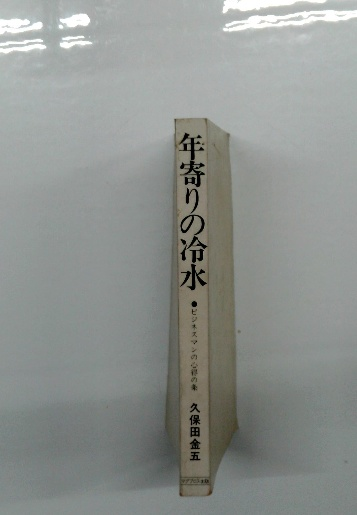 年寄りの冷水
●ビジネスマンの心得の条
久保田金五